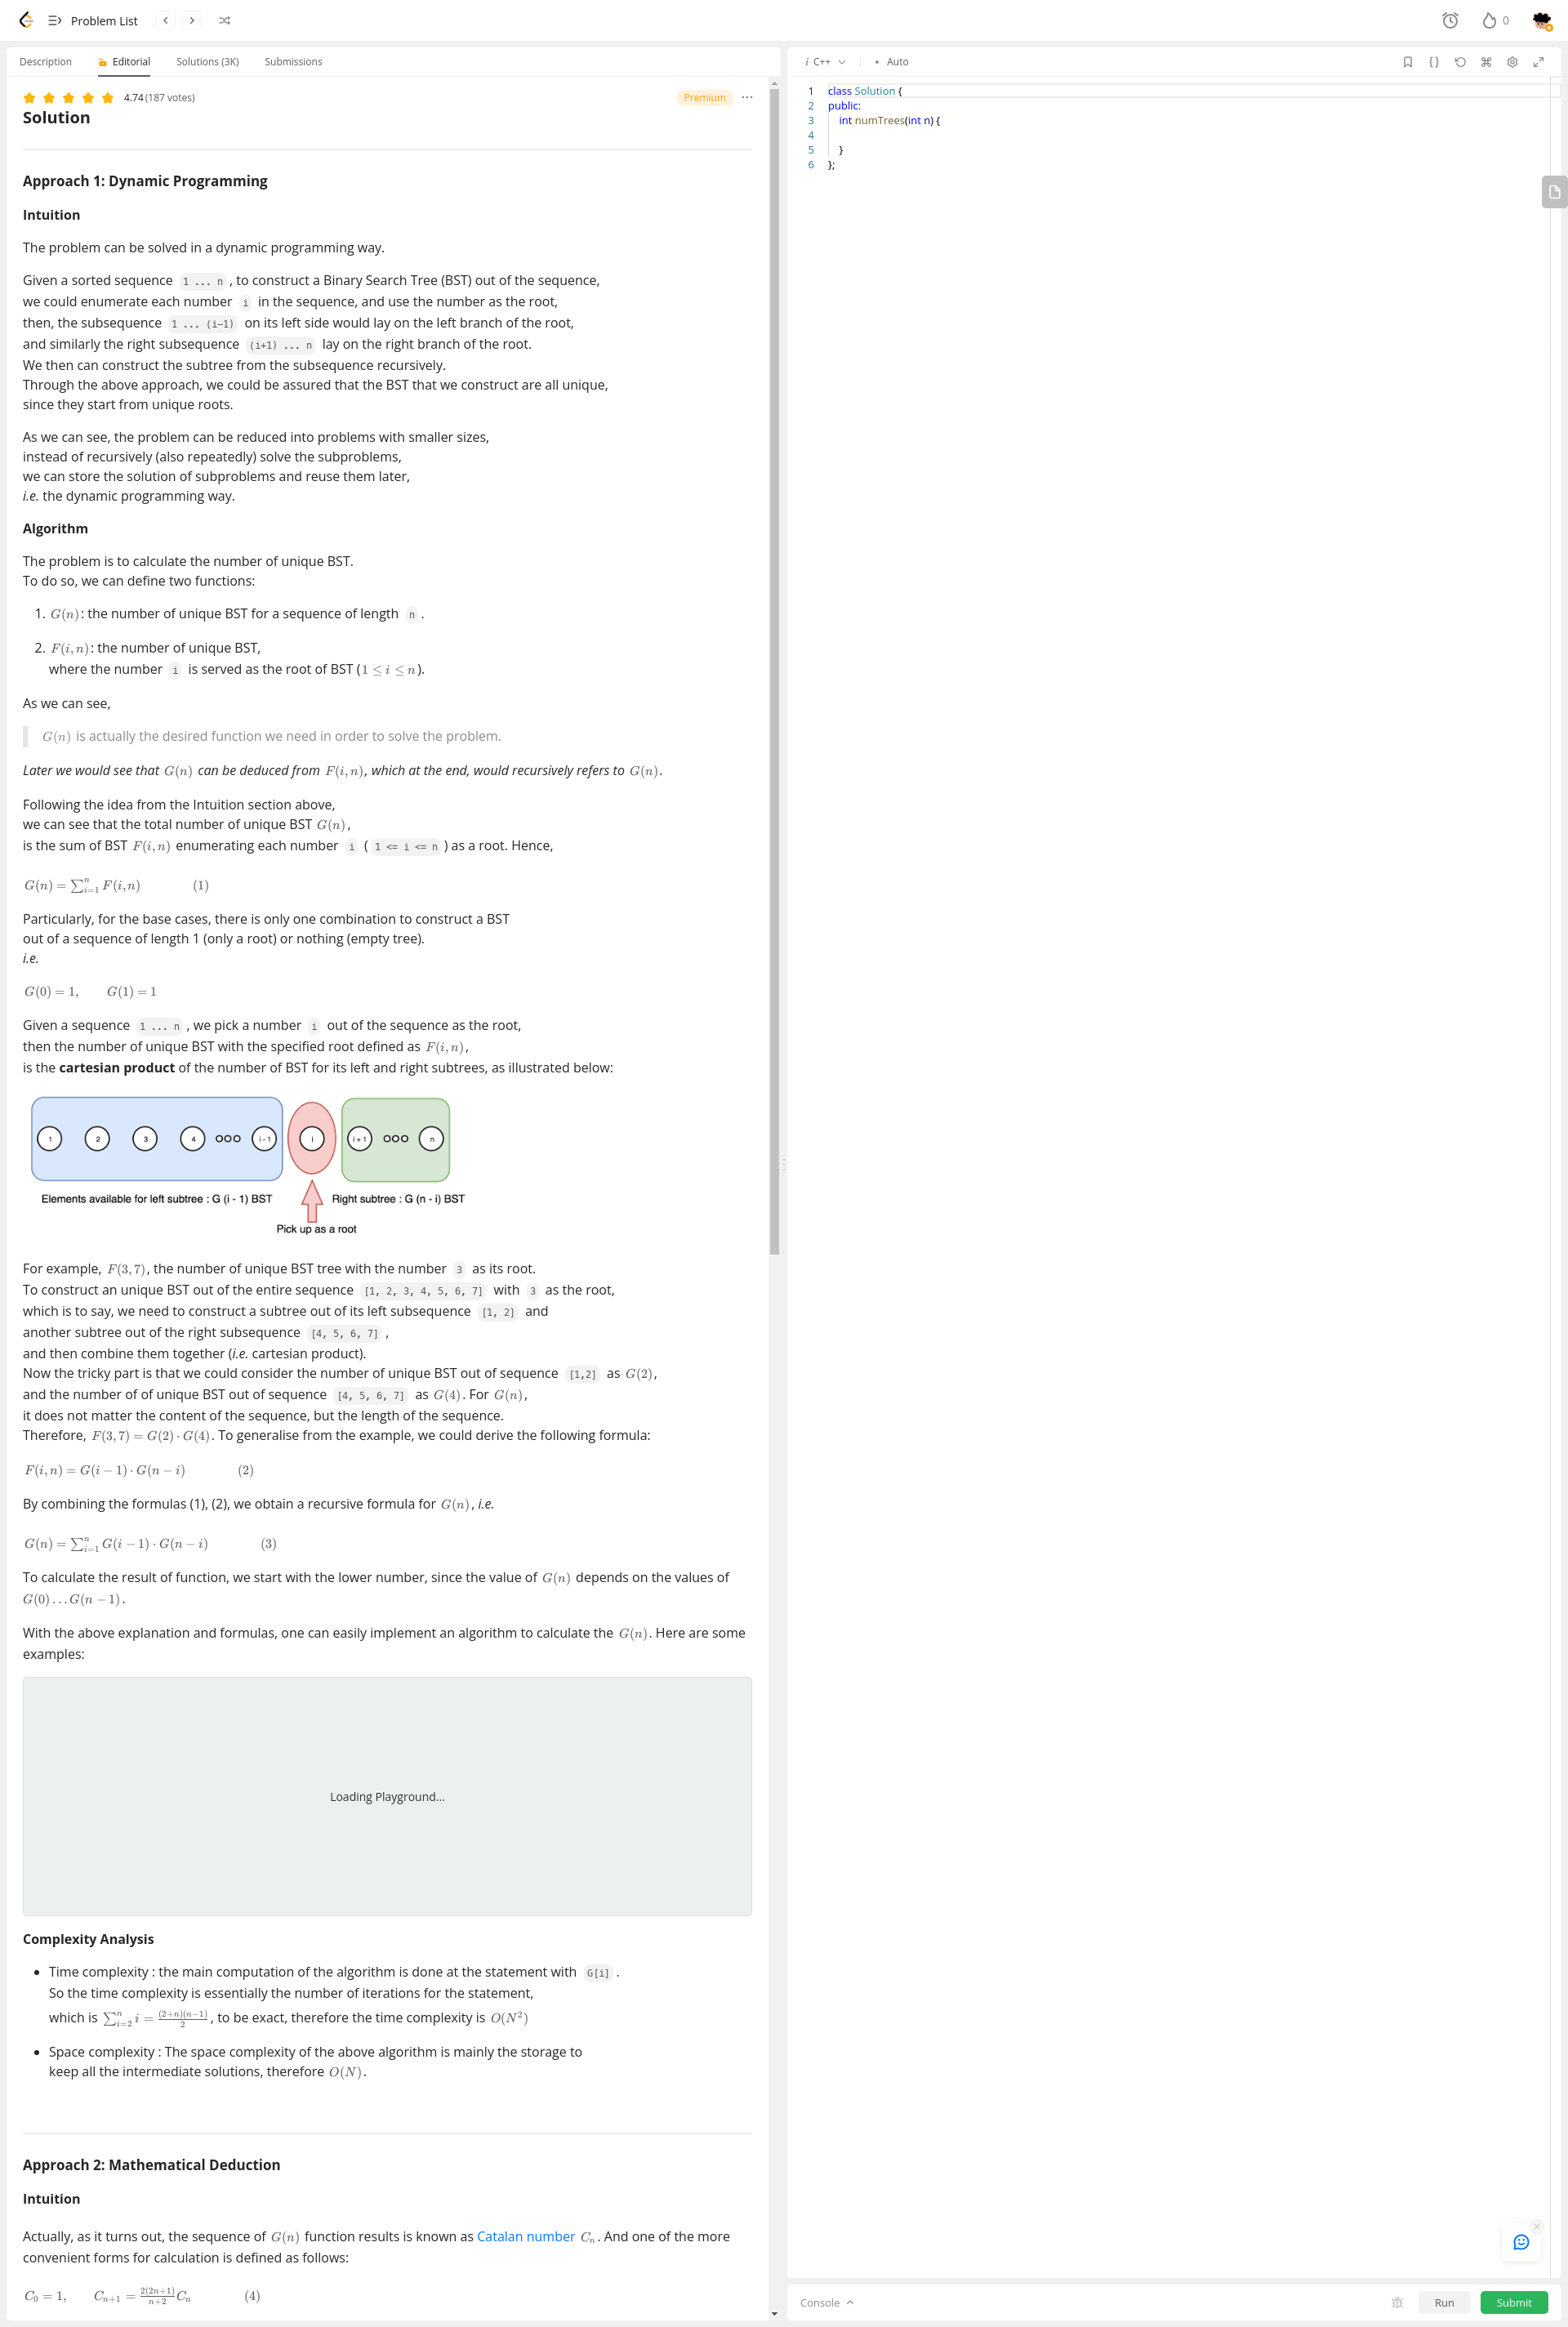 Problem List
0
Description
Editorial
Solutions (3K)
Submissions
4.74 (187 votes)
Premium
Solution
Approach 1: Dynamic Programming
Intuition
The problem can be solved in a dynamic programming way.
Given a sorted sequence 1 ... n , to construct a Binary Search Tree (BST) out of the sequence,
we could enumerate each number i in the sequence, and use the number as the root,
then, the subsequence 1 ... (i-1) on its left side would lay on the left branch of the root,
and similarly the right subsequence (i+1) ... n lay on the right branch of the root.
We then can construct the subtree from the subsequence recursively.
Through the above approach, we could be assured that the BST that we construct are all unique,
since they start from unique roots.
As we can see, the problem can be reduced into problems with smaller sizes,
instead of recursively (also repeatedly) solve the subproblems,
we can store the solution of subproblems and reuse them later,
i.e. the dynamic programming way.
Algorithm
The problem is to calculate the number of unique BST.
To do so, we can define two functions:
1. G(n): the number of unique BST for a sequence of length n .
2. F(i, n): the number of unique BST,
where the number i is served as the root of BST (1 ≤ i ≤ n).
As we can see,
G(n) is actually the desired function we need in order to solve the problem.
Later we would see that G(n) can be deduced from F(i, n), which at the end, would recursively refers to G(n).
Following the idea from the Intuition section above,
we can see that the total number of unique BST G(n),
is the sum of BST F(i, n) enumerating each number i ( 1 <= i <= n ) as a root. Hence,
G(n) = ∑ⁿᵢ₌₁ F(i, n) (1)
Particularly, for the base cases, there is only one combination to construct a BST
out of a sequence of length 1 (only a root) or nothing (empty tree).
i.e.
G(0) = 1, G(1) = 1
Given a sequence 1 ... n , we pick a number i out of the sequence as the root,
then the number of unique BST with the specified root defined as F(i, n),
is the cartesian product of the number of BST for its left and right subtrees, as illustrated below:
1 2 3 4 i - 1 i i + 1 n
Elements available for left subtree : G (i - 1) BST
Right subtree : G (n - i) BST
Pick up as a root
For example, F(3, 7), the number of unique BST tree with the number 3 as its root.
To construct an unique BST out of the entire sequence [1, 2, 3, 4, 5, 6, 7] with 3 as the root,
which is to say, we need to construct a subtree out of its left subsequence [1, 2] and
another subtree out of the right subsequence [4, 5, 6, 7] ,
and then combine them together (i.e. cartesian product).
Now the tricky part is that we could consider the number of unique BST out of sequence [1,2] as G(2),
and the number of of unique BST out of sequence [4, 5, 6, 7] as G(4). For G(n),
it does not matter the content of the sequence, but the length of the sequence.
Therefore, F(3, 7) = G(2) · G(4). To generalise from the example, we could derive the following formula:
F(i, n) = G(i − 1) · G(n − i) (2)
By combining the formulas (1), (2), we obtain a recursive formula for G(n), i.e.
G(n) = ∑ⁿᵢ₌₁ G(i − 1) · G(n − i) (3)
To calculate the result of function, we start with the lower number, since the value of G(n) depends on the values of
G(0) … G(n − 1).
With the above explanation and formulas, one can easily implement an algorithm to calculate the G(n). Here are some
examples:
Loading Playground...
Complexity Analysis
• Time complexity : the main computation of the algorithm is done at the statement with G[i] .
So the time complexity is essentially the number of iterations for the statement,
which is ∑ⁿᵢ₌₂ i = (2+n)(n−1)/2, to be exact, therefore the time complexity is O(N²)
• Space complexity : The space complexity of the above algorithm is mainly the storage to
keep all the intermediate solutions, therefore O(N).
Approach 2: Mathematical Deduction
Intuition
Actually, as it turns out, the sequence of G(n) function results is known as Catalan number Cₙ. And one of the more
convenient forms for calculation is defined as follows:
C₀ = 1, Cₙ₊₁ = 2(2n+1)/n+2 Cₙ (4)
i C++
• Auto
1 class Solution {
2 public:
3 int numTrees(int n) {
4
5 }
6 };
Console
Run
Submit